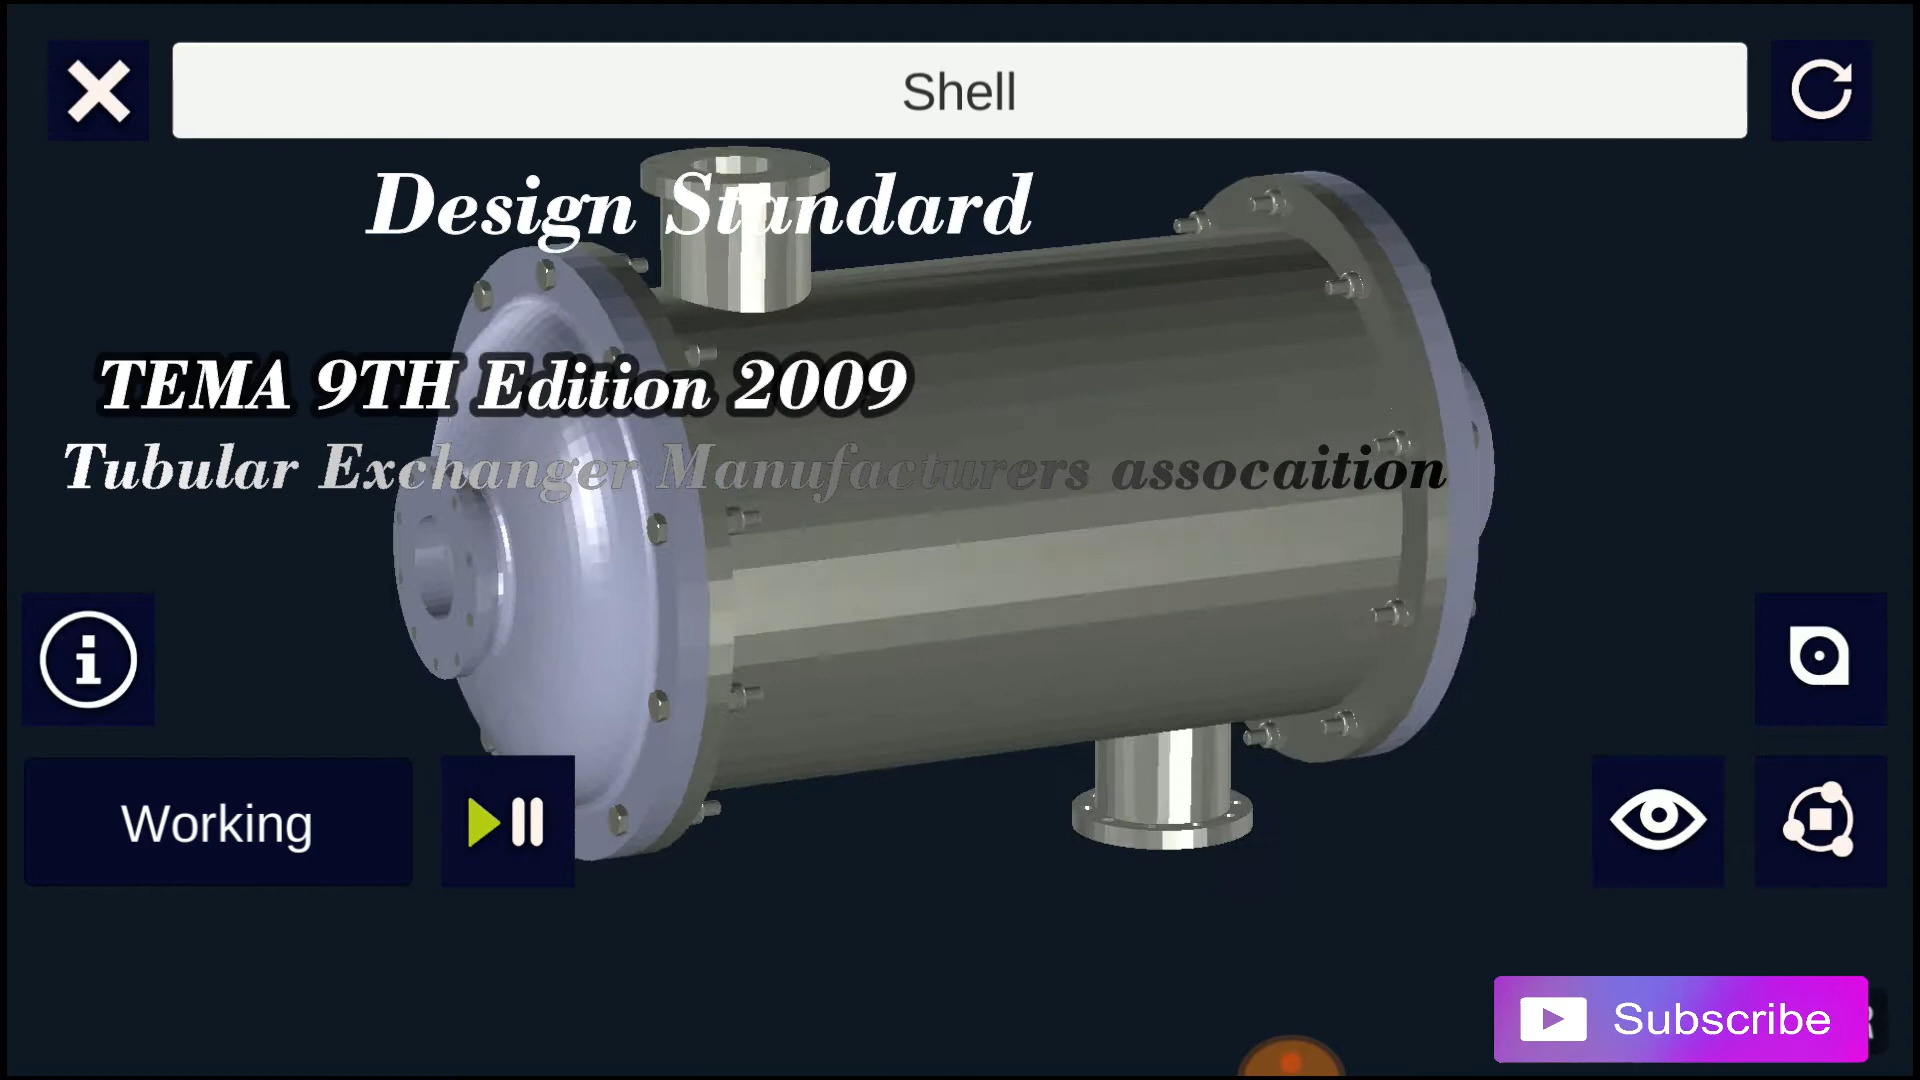 Shell
Design Standard
TEMA 9TH Edition 2009
Tubular Exchanger Manufacturers assocaition
Working
Subscribe